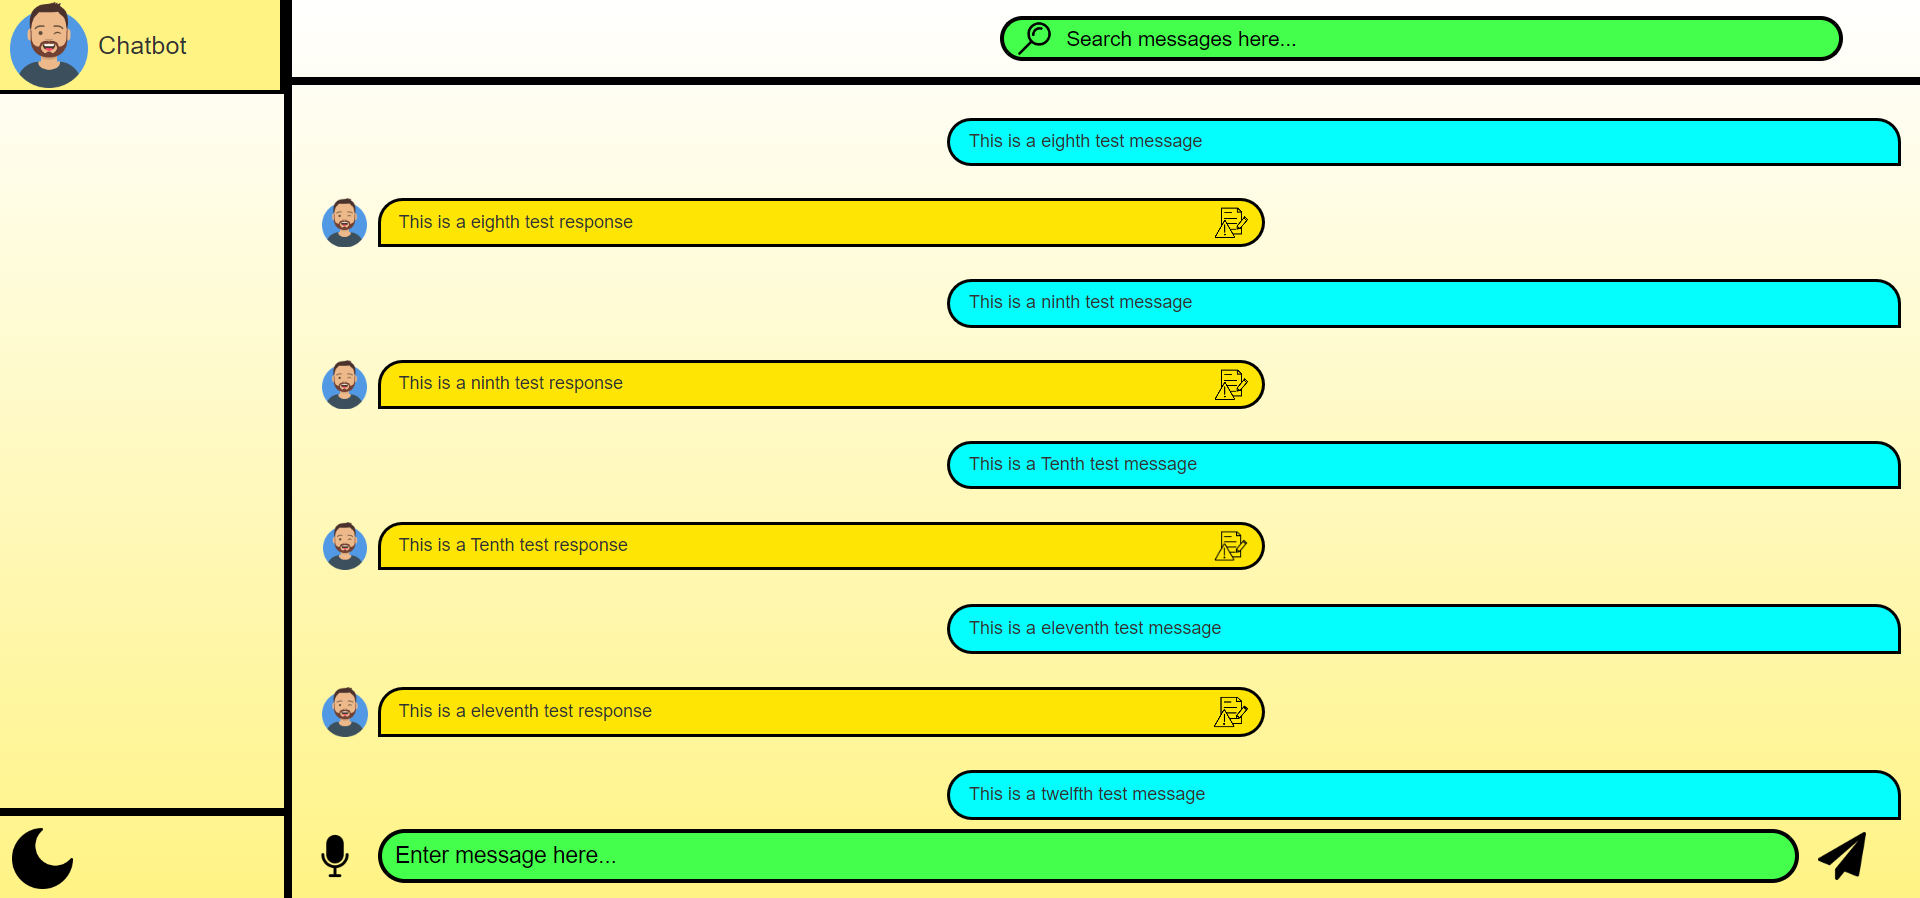 Chatbot
Search messages here...
This is a eighth test message
This is a eighth test response
This is a ninth test message
This is a ninth test response
This is a Tenth test message
This is a Tenth test response
This is a eleventh test message
This is a eleventh test response
This is a twelfth test message
Enter message here...